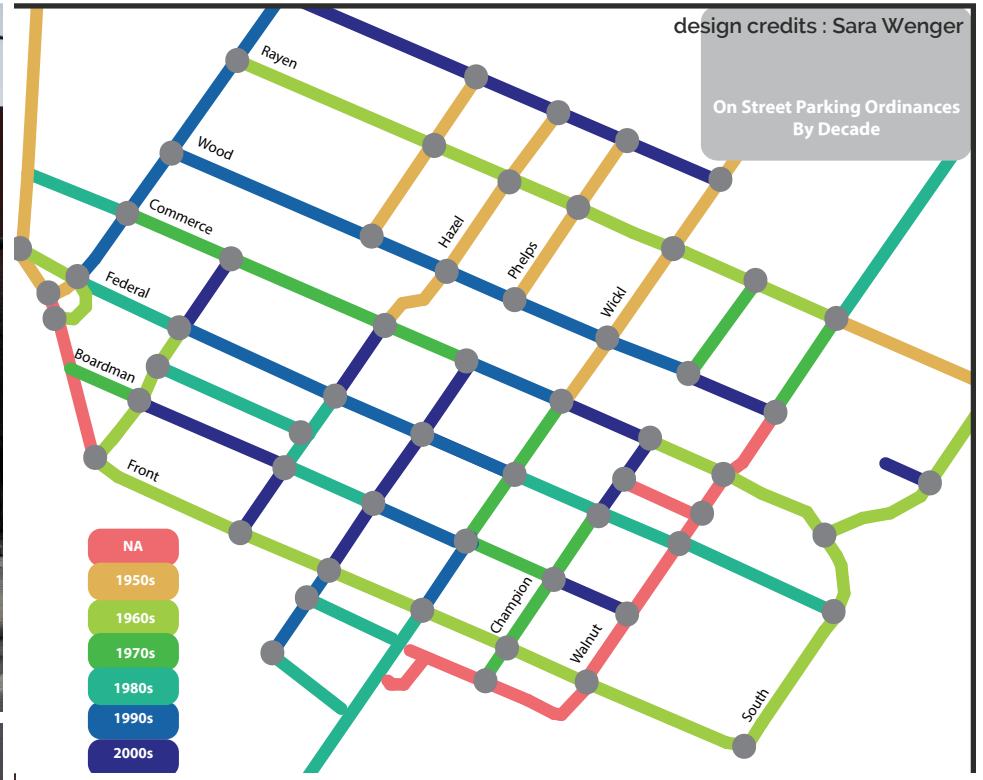 design credits : Sara Wenger
On Street Parking Ordinances
By Decade
Rayen
Wood
Commerce
Hazel
Phelps
Federal
Wickl
Boardman
Front
Champion
Walnut
South
NA
1950s
1960s
1970s
1980s
1990s
2000s